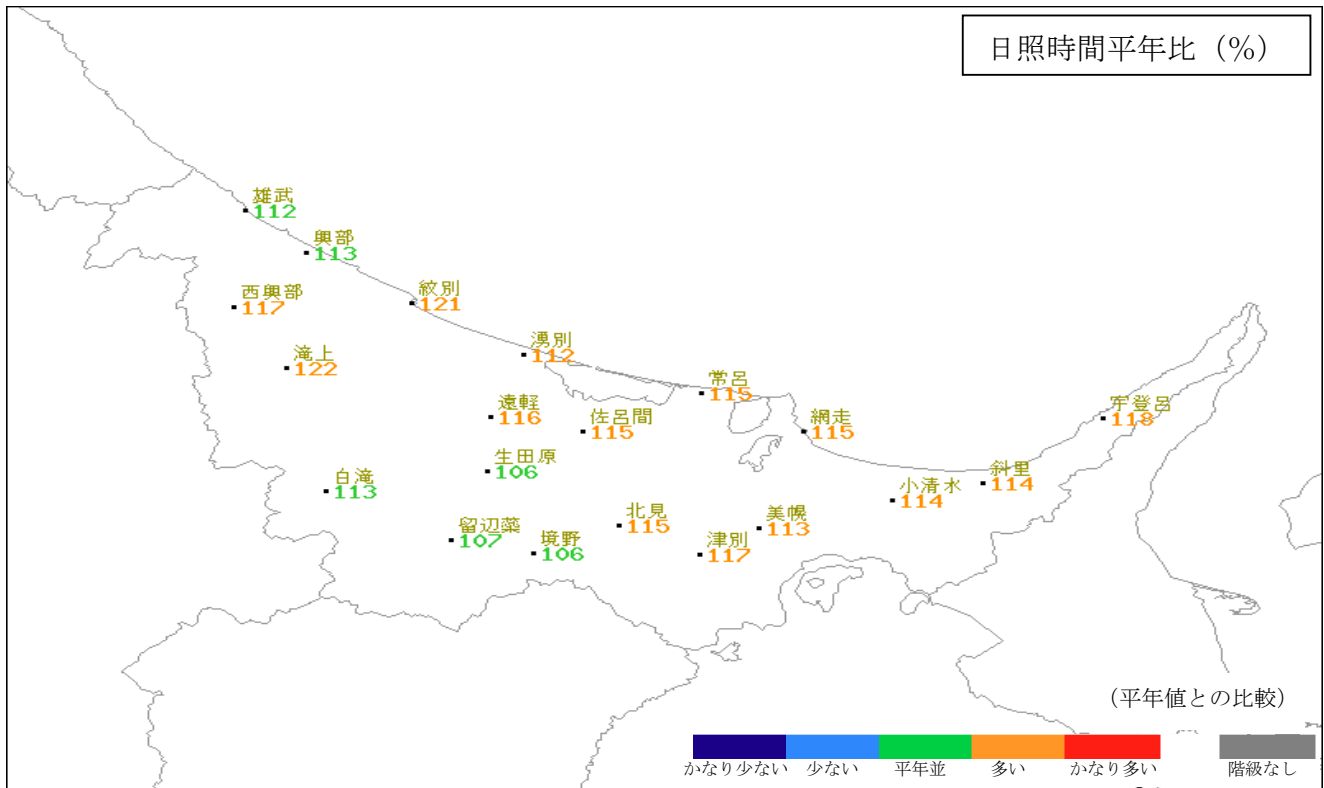 日照時間平年比（％）
雄武
112
興部
113
西興部
117
紋別
121
滝上
122
湧別
112
常呂
115
遠軽
116
佐呂間
115
網走
115
宇登呂
118
生田原
106
白滝
113
斜里
114
小清水
114
北見
115
美幌
113
留辺蘂
107
境野
106
津別
117
（平年値との比較）
かなり少ない 少ない 平年並 多い かなり多い 階級なし